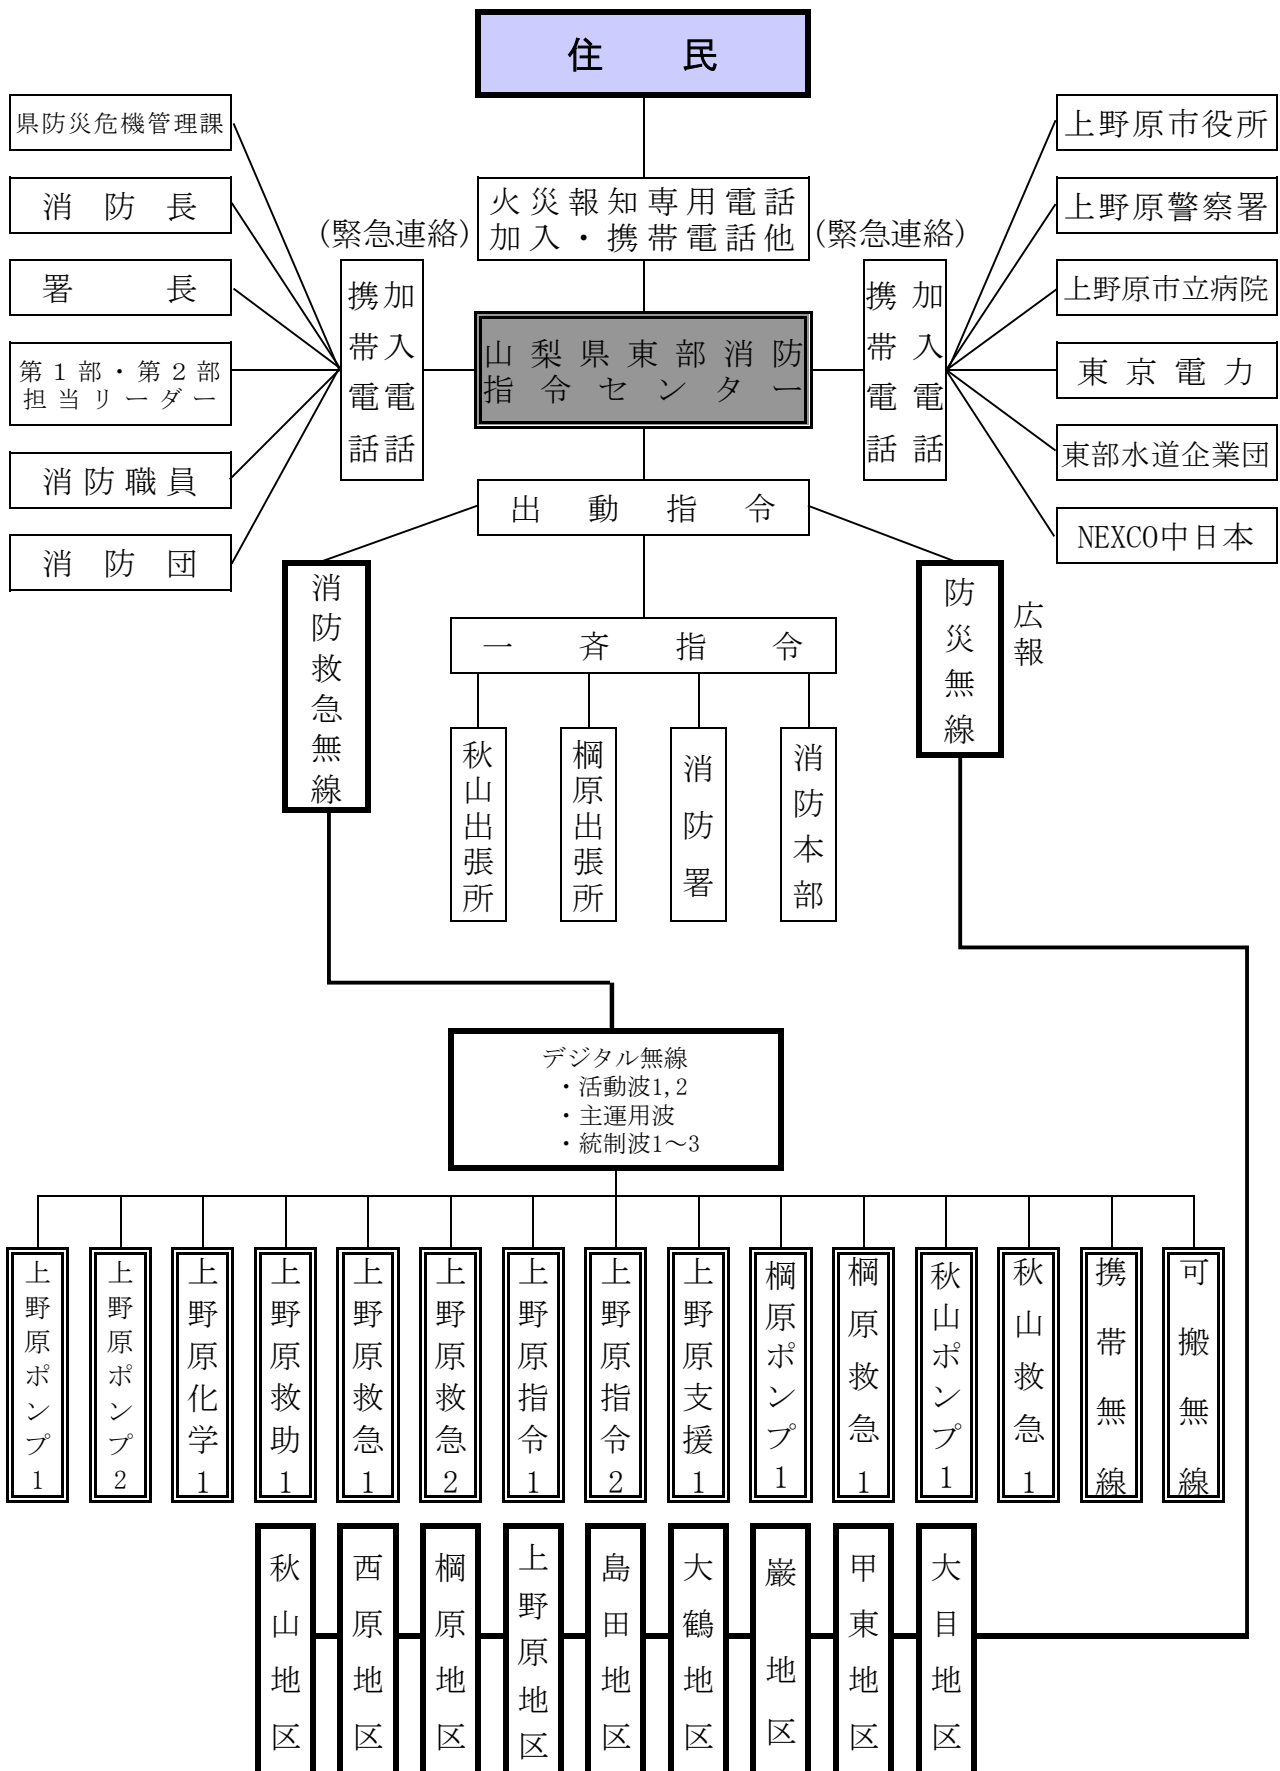 住民
県防災危機管理課
消防長
署長
第１部・第２部
担当リーダー
消防職員
消防団
(緊急連絡)
加入電話
携帯電話
火災報知専用電話
加入・携帯電話他
山梨県東部消防
指令センター
(緊急連絡)
加入電話
携帯電話
上野原市役所
上野原警察署
上野原市立病院
東京電力
東部水道企業団
NEXCO中日本
出動指令
消防救急無線
一斉指令
防災無線
広報
秋山出張所
棡原出張所
消防署
消防本部
デジタル無線
・活動波1,2
・主運用波
・統制波1～3
上野原ポンプ1
上野原ポンプ2
上野原化学1
上野原救助1
上野原救急1
上野原救急2
上野原指令1
上野原指令2
上野原支援1
棡原ポンプ1
棡原救急1
秋山ポンプ1
秋山救急1
携帯無線
可搬無線
秋山地区
西原地区
棡原地区
上野原地区
島田地区
大鶴地区
巌地区
甲東地区
大目地区